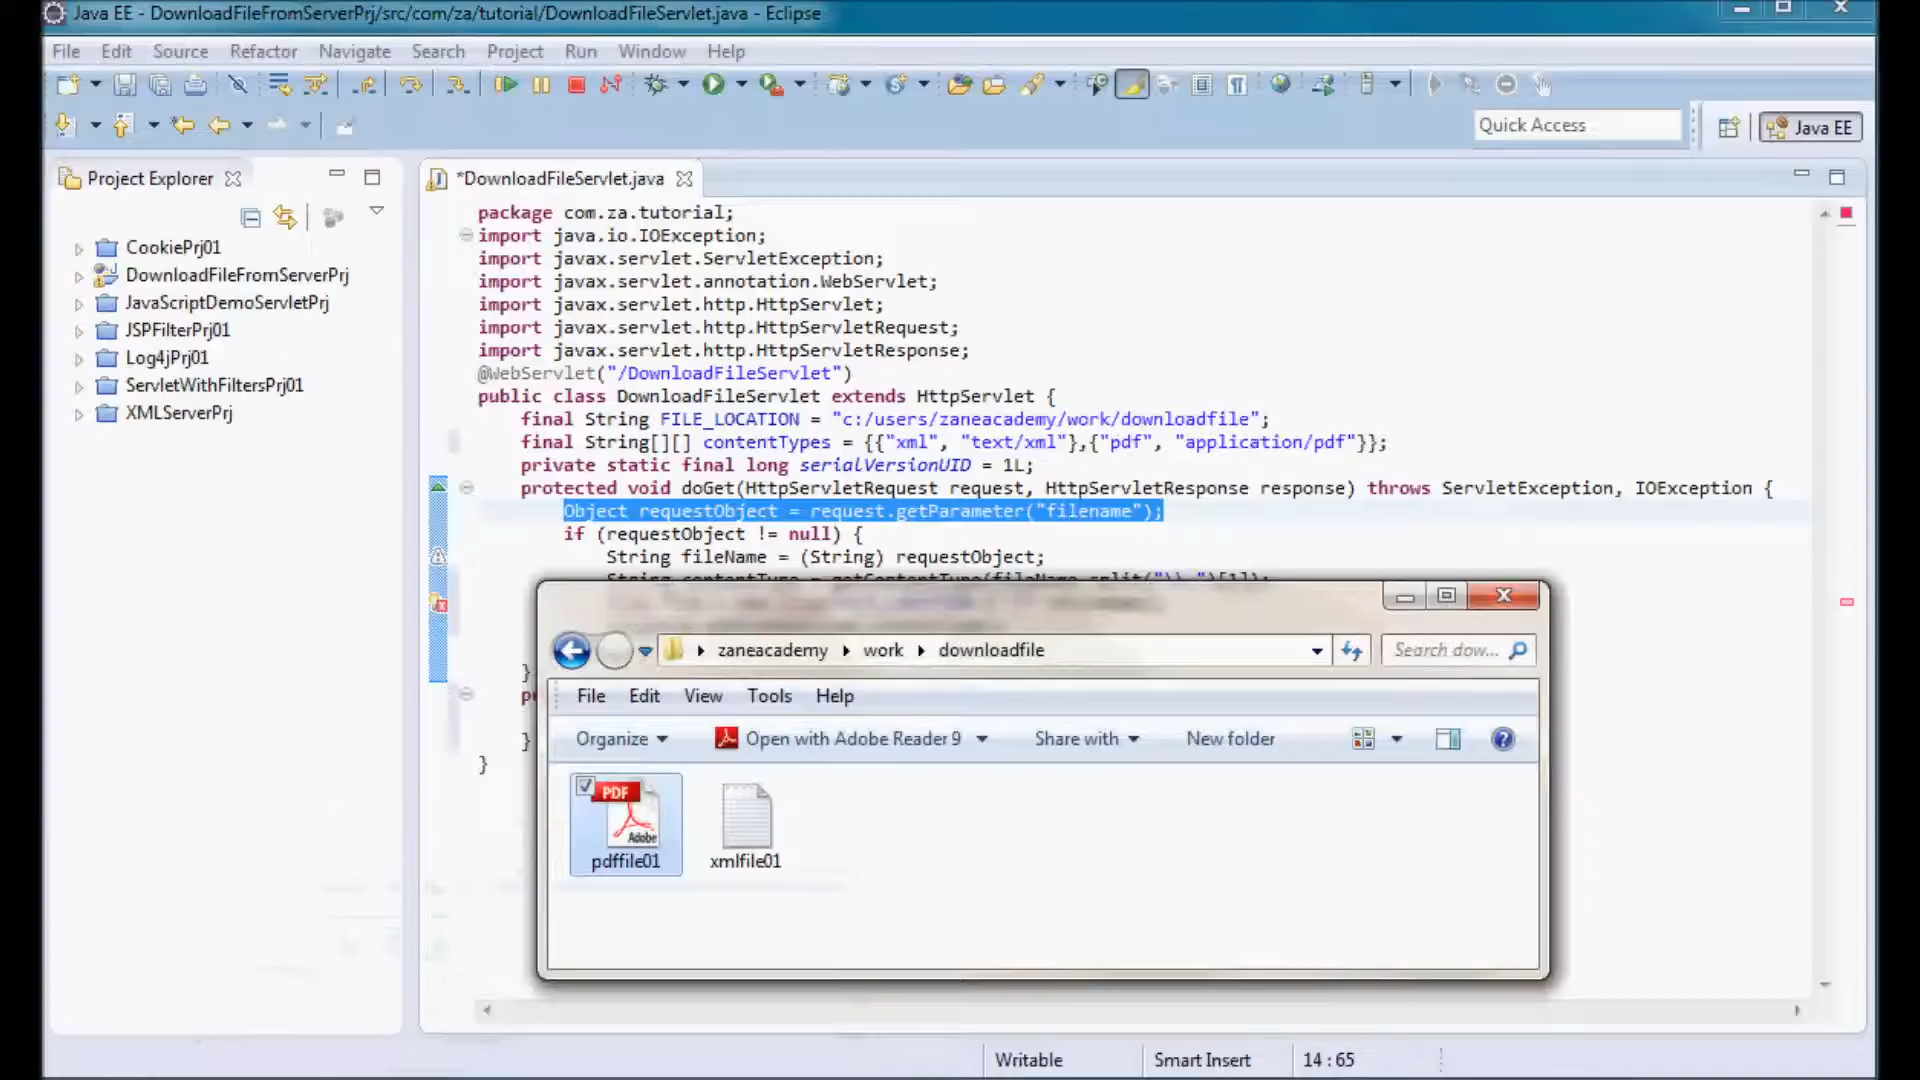 Java EE - DownloadFileFromServerPrj/src/com/za/tutorial/DownloadFileServlet.java - Eclipse
File Edit Source Refactor Navigate Search Project Run Window Help
Quick Access
Java EE
Project Explorer
CookiePrj01
DownloadFileFromServerPrj
JavaScriptDemoServletPrj
JSPFilterPrj01
Log4jPrj01
ServletWithFiltersPrj01
XMLServerPrj
*DownloadFileServlet.java
package com.za.tutorial;
import java.io.IOException;
import javax.servlet.ServletException;
import javax.servlet.annotation.WebServlet;
import javax.servlet.http.HttpServlet;
import javax.servlet.http.HttpServletRequest;
import javax.servlet.http.HttpServletResponse;
@WebServlet("/DownloadFileServlet")
public class DownloadFileServlet extends HttpServlet {
final String FILE_LOCATION = "c:/users/zaneacademy/work/downloadfile";
final String[][] contentTypes = {{"xml", "text/xml"},{"pdf", "application/pdf"}};
private static final long serialVersionUID = 1L;
protected void doGet(HttpServletRequest request, HttpServletResponse response) throws ServletException, IOException {
Object requestObject = request.getParameter("filename");
if (requestObject != null) {
String fileName = (String) requestObject;
String contentType = getContentType(fileName.split("\\.")[1]);
}
}
}
zaneacademy work downloadfile
Search dow...
File Edit View Tools Help
Organize Open with Adobe Reader 9 Share with New folder
PDF
Adobe
pdffile01
xmlfile01
Writable
Smart Insert
14 : 65